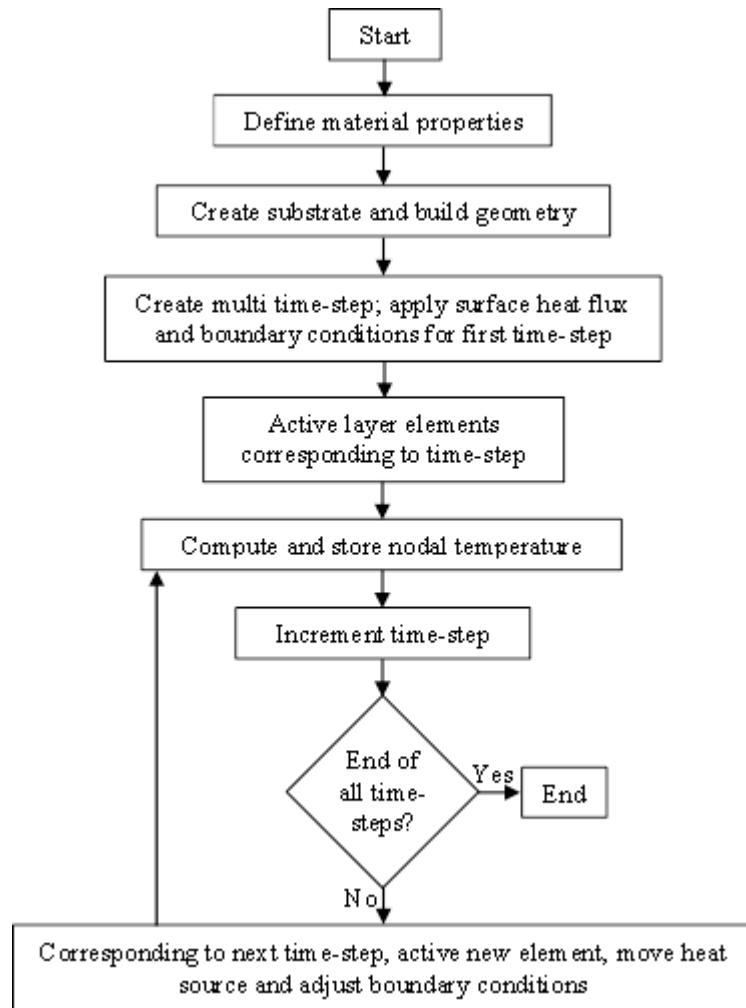 Start
Define material properties
Create substrate and build geometry
Create multi time-step; apply surface heat flux
and boundary conditions for first time-step
Active layer elements
corresponding to time-step
Compute and store nodal temperature
Increment time-step
End of
all time-
steps?
Yes
End
No
Corresponding to next time-step, active new element, move heat
source and adjust boundary conditions